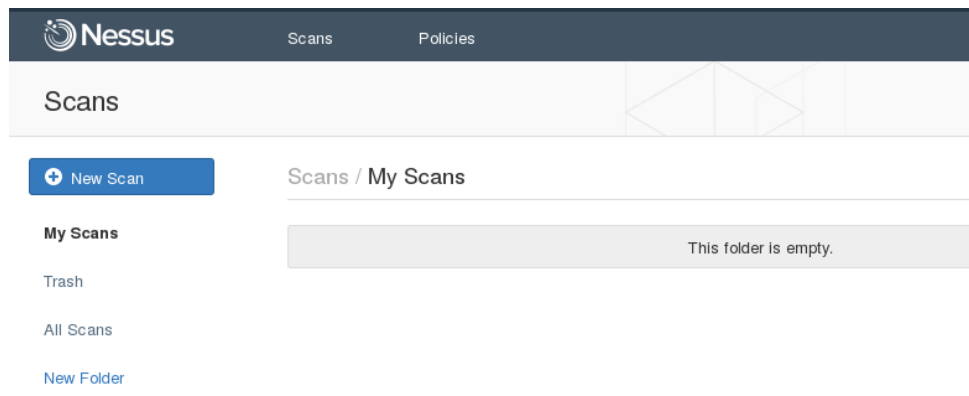 Nessus Scans Policies
Scans
New Scan
Scans / My Scans
My Scans
This folder is empty.
Trash
All Scans
New Folder